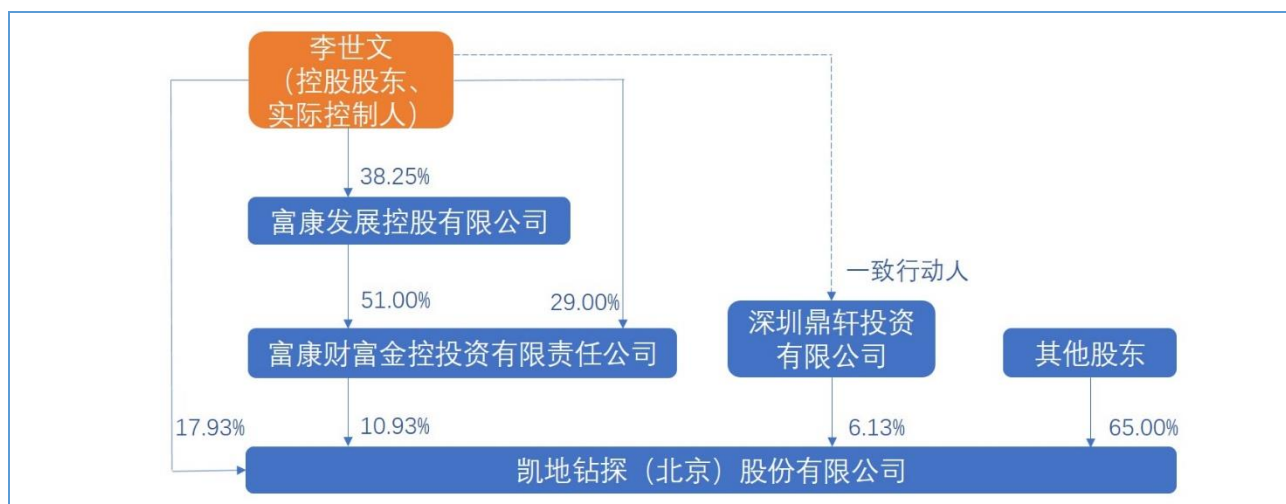 李世文
（控股股东、
实际控制人）
38.25%
富康发展控股有限公司
一致行动人
51.00%
29.00%
深圳鼎轩投资
有限公司
富康财富金控投资有限责任公司
其他股东
17.93%
10.93%
6.13%
65.00%
凯地钻探（北京）股份有限公司